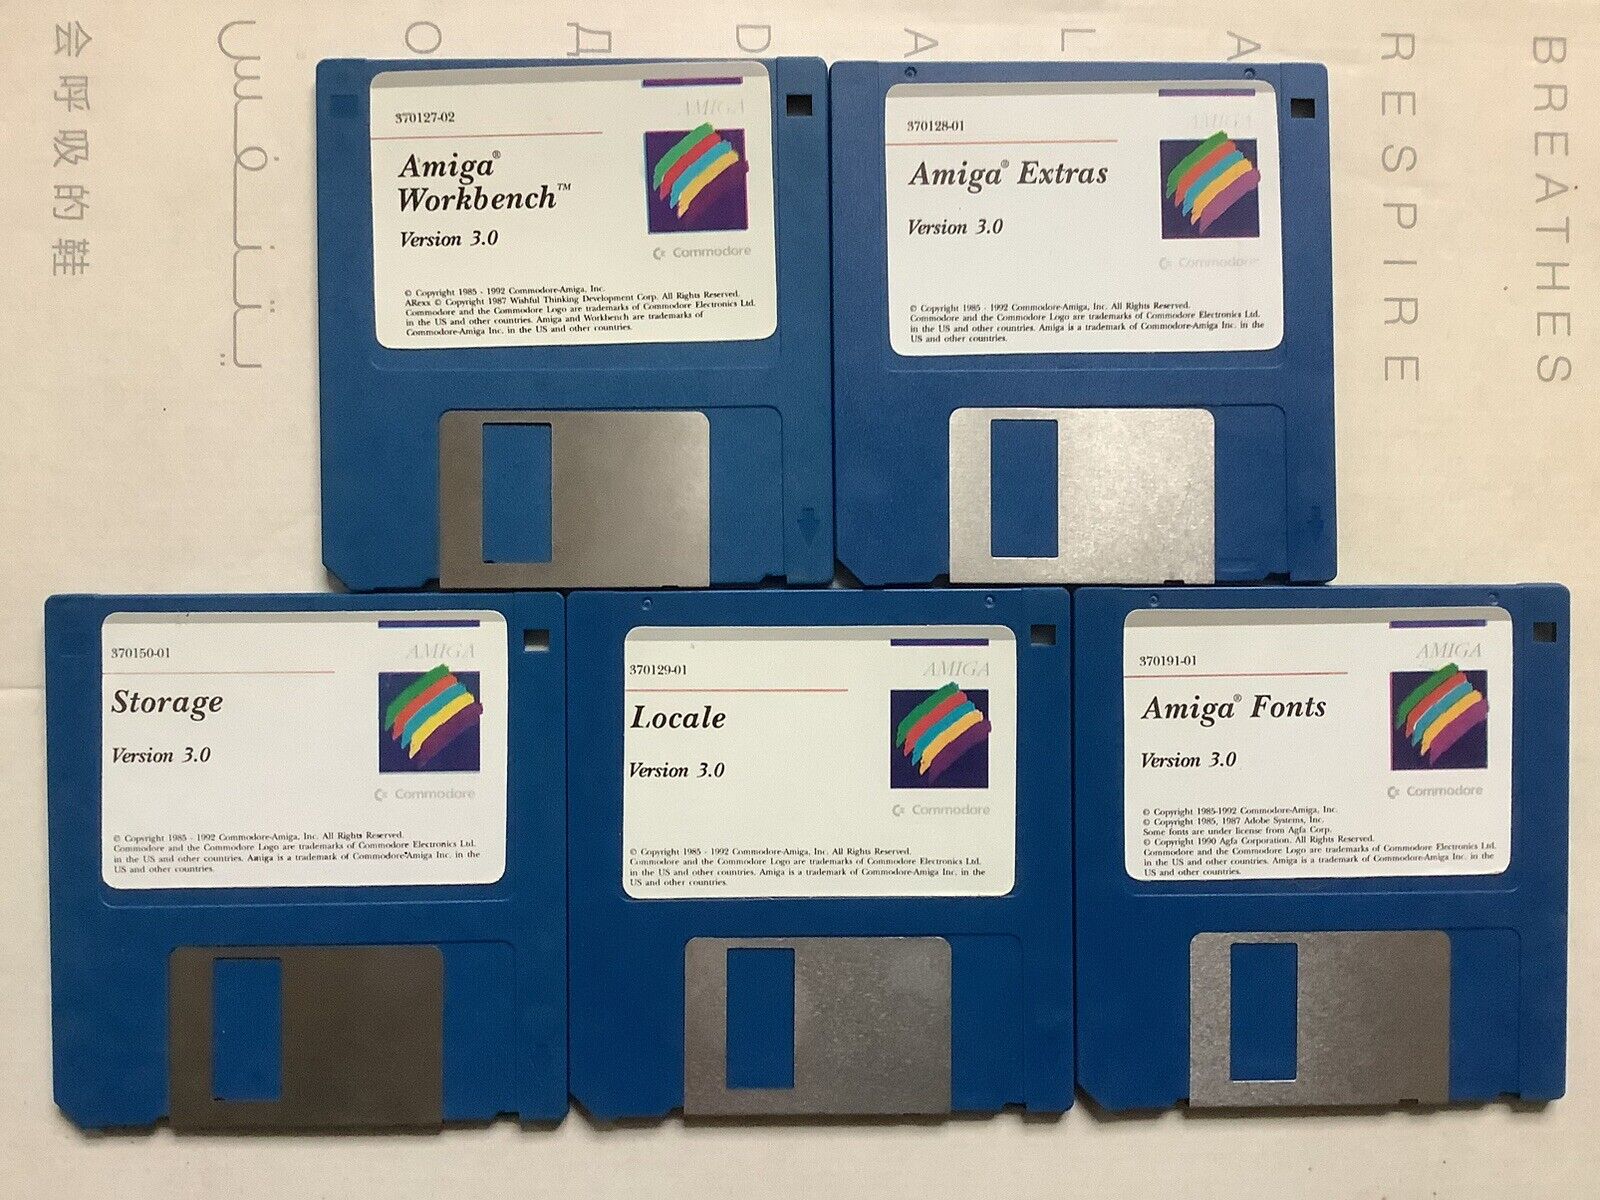 会呼吸的鞋
يتنفس
О
Д
D
A
L
A
RESPIRE
BREATHES
370127-02
AMIGA
Amiga®
Workbench™
Version 3.0
Commodore
© Copyright 1985 - 1992 Commodore-Amiga, Inc.
ARexx © Copyright 1987 Wishful Thinking Development Corp. All Rights Reserved.
Commodore and the Commodore Logo are trademarks of Commodore Electronics Ltd.
in the US and other countries. Amiga and Workbench are trademarks of
Commodore-Amiga Inc. in the US and other countries.
370128-01
AMIGA
Amiga® Extras
Version 3.0
Commodore
© Copyright 1985 - 1992 Commodore-Amiga, Inc. All Rights Reserved.
Commodore and the Commodore Logo are trademarks of Commodore Electronics Ltd.
in the US and other countries. Amiga is a trademark of Commodore-Amiga Inc. in the
US and other countries.
370150-01
AMIGA
Storage
Version 3.0
Commodore
© Copyright 1985 - 1992 Commodore-Amiga, Inc. All Rights Reserved.
Commodore and the Commodore Logo are trademarks of Commodore Electronics Ltd.
in the US and other countries. Amiga is a trademark of Commodore-Amiga Inc. in the
US and other countries.
370129-01
AMIGA
Locale
Version 3.0
Commodore
© Copyright 1985 - 1992 Commodore-Amiga, Inc. All Rights Reserved.
Commodore and the Commodore Logo are trademarks of Commodore Electronics Ltd.
in the US and other countries. Amiga is a trademark of Commodore-Amiga Inc. in the
US and other countries.
370191-01
AMIGA
Amiga® Fonts
Version 3.0
Commodore
© Copyright 1985-1992 Commodore-Amiga, Inc.
© Copyright 1985, 1987 Adobe Systems, Inc.
Some fonts are under license from Agfa Corp.
© Copyright 1990 Agfa Corporation. All Rights Reserved.
Commodore and the Commodore Logo are trademarks of Commodore Electronics Ltd.
in the US and other countries. Amiga is a trademark of Commodore-Amiga Inc. in the
US and other countries.